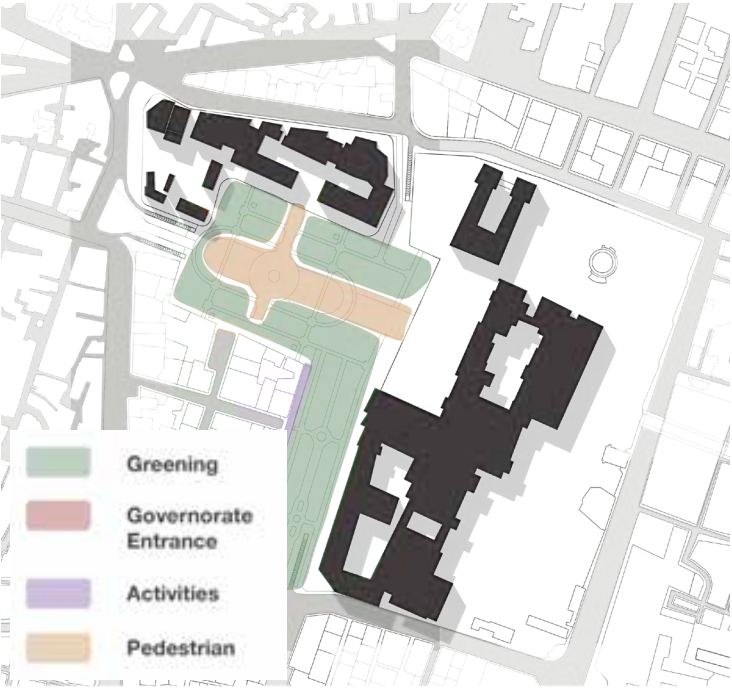 Greening
Governorate
Entrance
Activities
Pedestrian